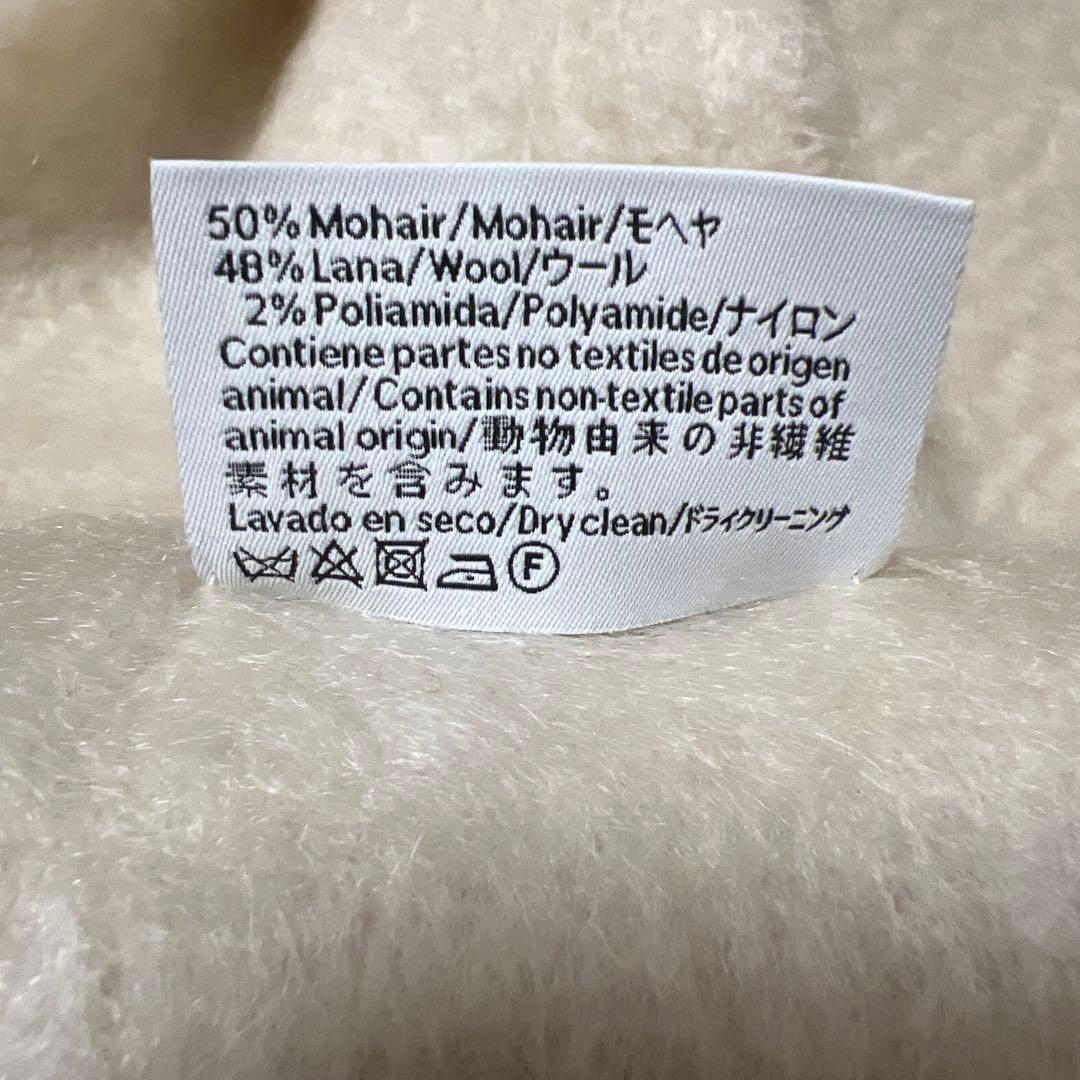 50% Mohair/Mohair/モヘヤ
48% Lana/Wool/ウール
2% Poliamida/Polyamide/ナイロン
Contiene partes no textiles de origen
animal/Contains non-textile parts of
animal origin/動物由来の非繊維
素材を含みます。
Lavado en seco/Dry clean/ドライクリーニング
F